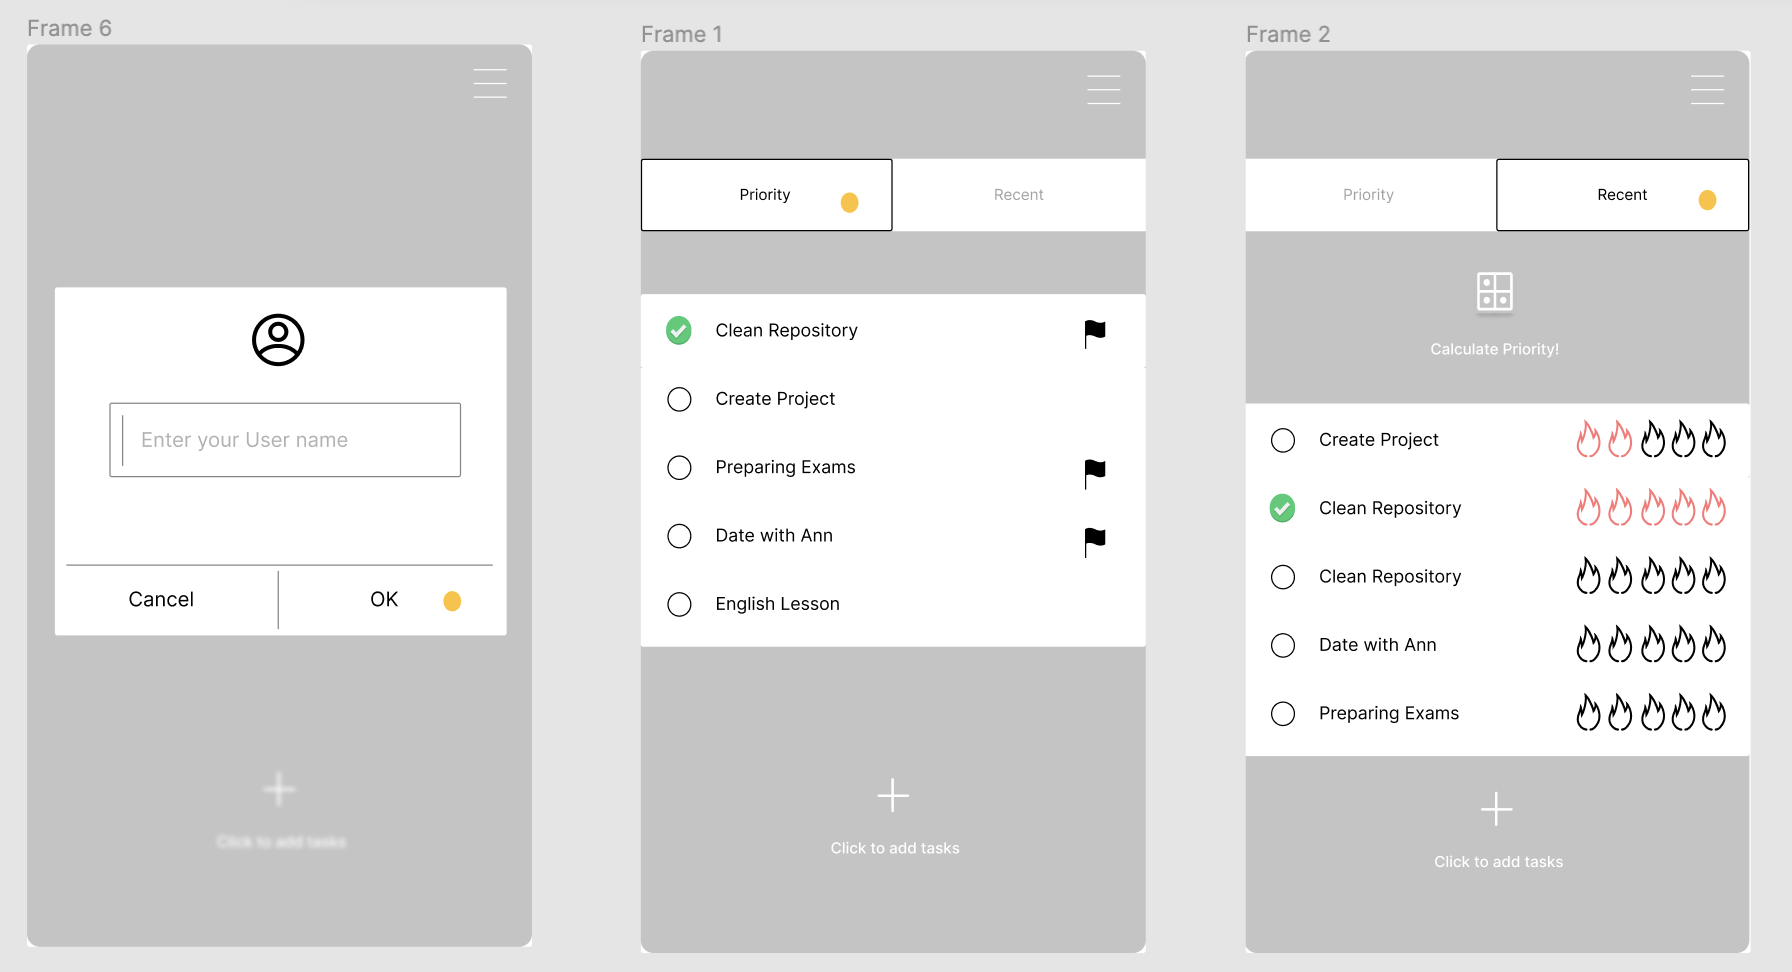 Frame 6
Enter your User name
Cancel
OK
Click to add tasks
Frame 1
Priority
Recent
Clean Repository
Create Project
Preparing Exams
Date with Ann
English Lesson
Click to add tasks
Frame 2
Priority
Recent
Calculate Priority!
Create Project
Clean Repository
Clean Repository
Date with Ann
Preparing Exams
Click to add tasks